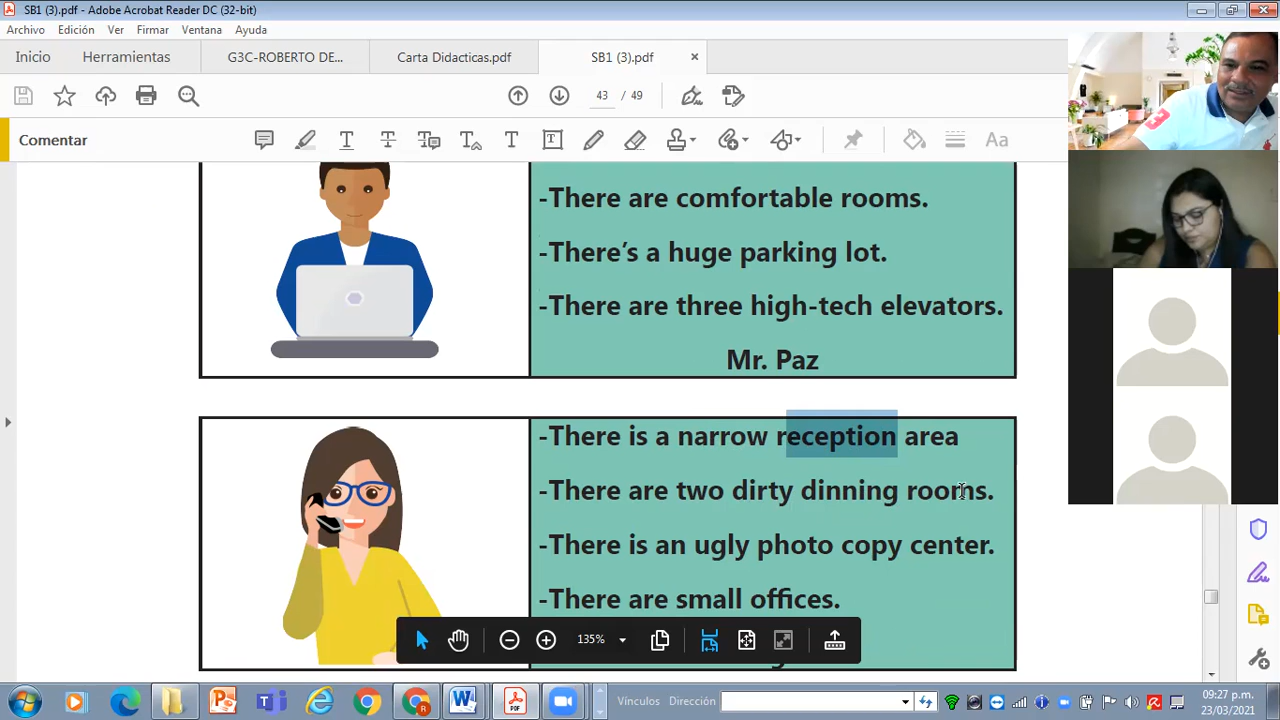 SB1 (3).pdf - Adobe Acrobat Reader DC (32-bit)
Archivo Edición Ver Firmar Ventana Ayuda
Inicio Herramientas G3C-ROBERTO DE... Carta Didacticas.pdf SB1 (3).pdf ×
43 / 49
Comentar
-There are comfortable rooms.
-There’s a huge parking lot.
-There are three high-tech elevators.
Mr. Paz
-There is a narrow reception area
-There are two dirty dinning rooms.
-There is an ugly photo copy center.
-There are small offices.
135%
Vínculos Dirección
09:27 p.m.
23/03/2021